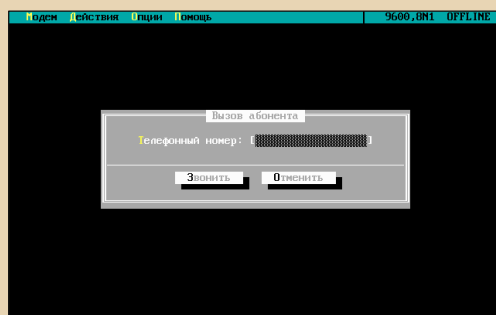 Модем Действия Опции Помощь 9600,8N1 OFFLINE
Вызов абонента
Телефонный номер: [ ]
Звонить Отменить